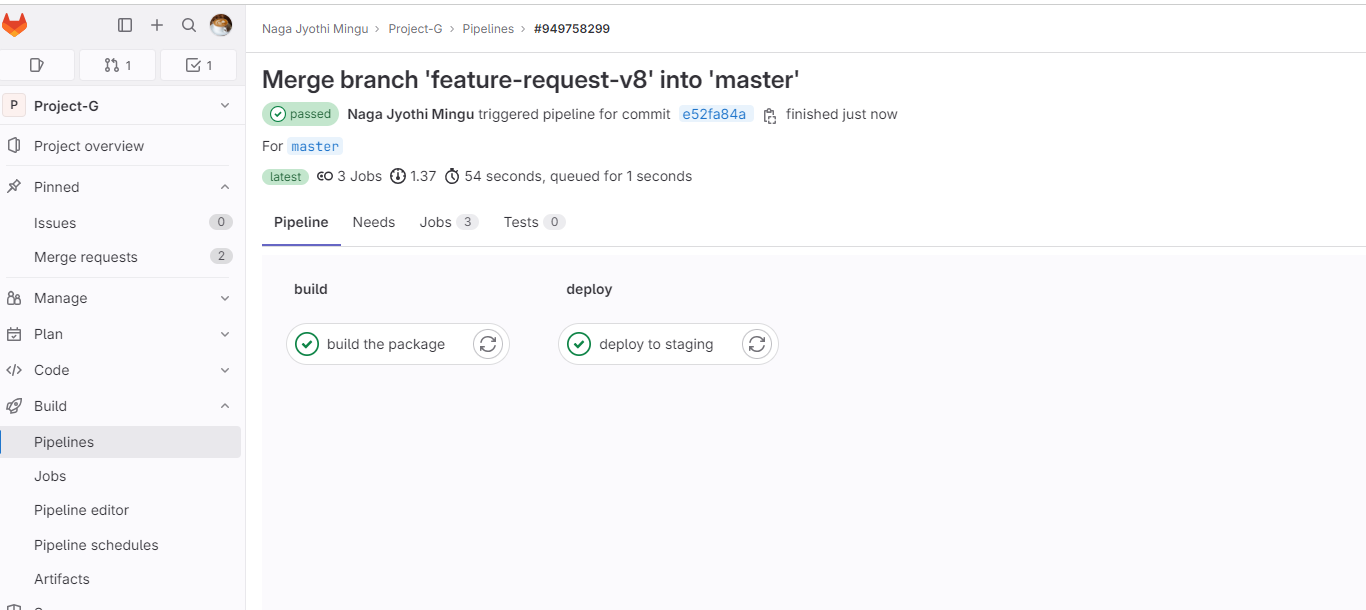 Naga Jyothi Mingu › Project-G › Pipelines › #949758299
1 1
P Project-G
Project overview
Pinned
Issues 0
Merge requests 2
Manage
Plan
Code
Build
Pipelines
Jobs
Pipeline editor
Pipeline schedules
Artifacts
Merge branch 'feature-request-v8' into 'master'
passed Naga Jyothi Mingu triggered pipeline for commit e52fa84a finished just now
For master
latest 3 Jobs 1.37 54 seconds, queued for 1 seconds
Pipeline Needs Jobs 3 Tests 0
build deploy
build the package deploy to staging